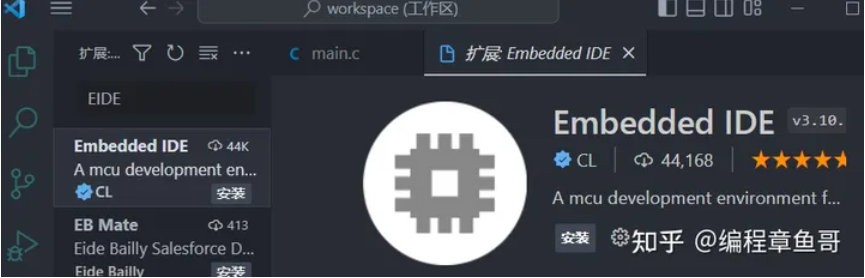 workspace (工作区)
扩展:...
main.c
扩展: Embedded IDE
EIDE
Embedded IDE
44K
A mcu development en...
CL
安装
EB Mate
413
Eide Bailly Salesforce D...
Eide Bailly
安装
Embedded IDE
v3.10.
CL
44,168
A mcu development environment f...
安装
知乎 @编程章鱼哥